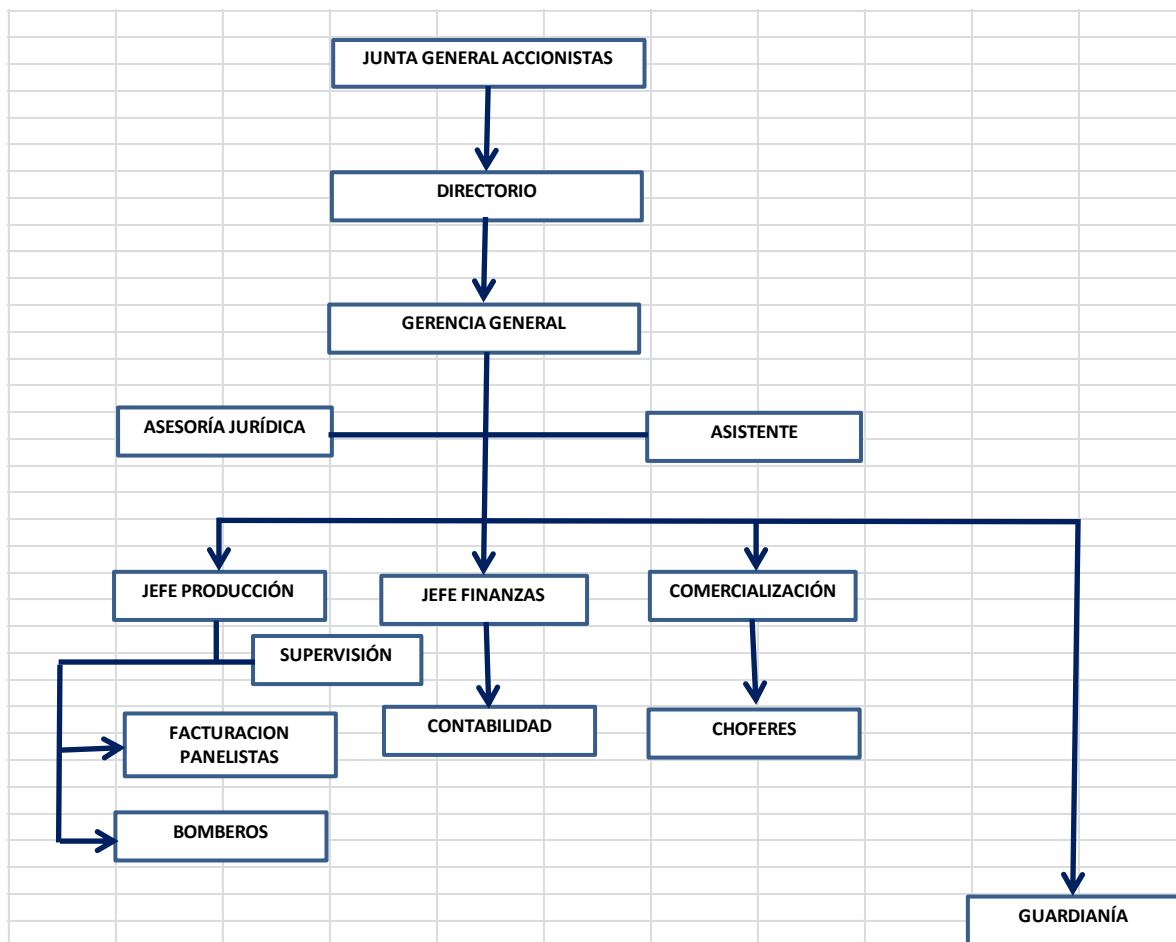 JUNTA GENERAL ACCIONISTAS
DIRECTORIO
GERENCIA GENERAL
ASESORÍA JURÍDICA
ASISTENTE
JEFE PRODUCCIÓN
JEFE FINANZAS
COMERCIALIZACIÓN
SUPERVISIÓN
FACTURACION
PANELISTAS
CONTABILIDAD
CHOFERES
BOMBEROS
GUARDIANÍA